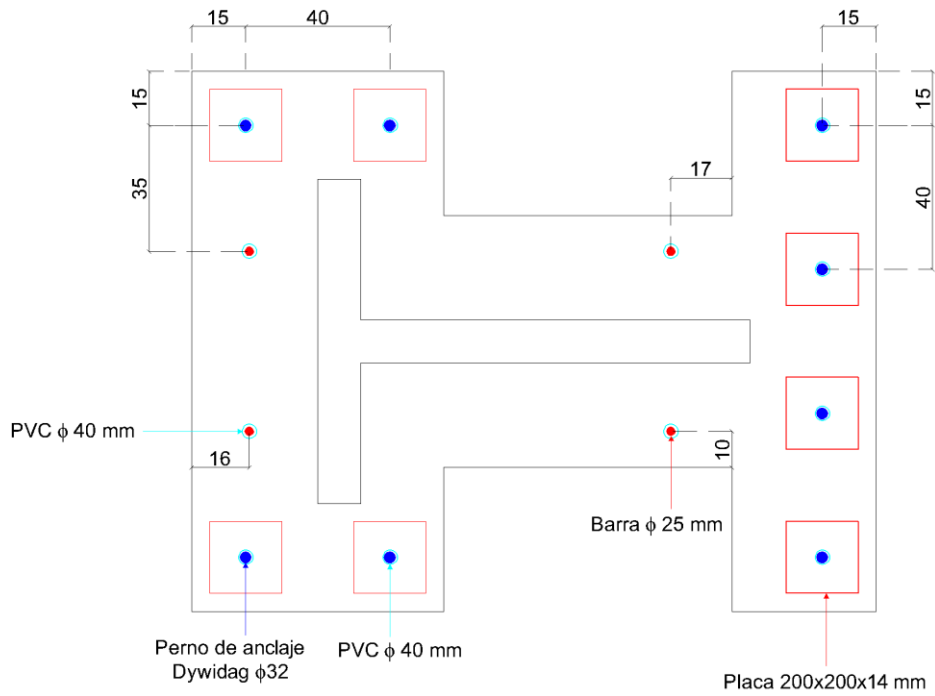 15
40
15
15
15
35
17
40
PVC ϕ 40 mm
16
10
Barra ϕ 25 mm
Perno de anclaje
Dywidag ϕ32
PVC ϕ 40 mm
Placa 200x200x14 mm